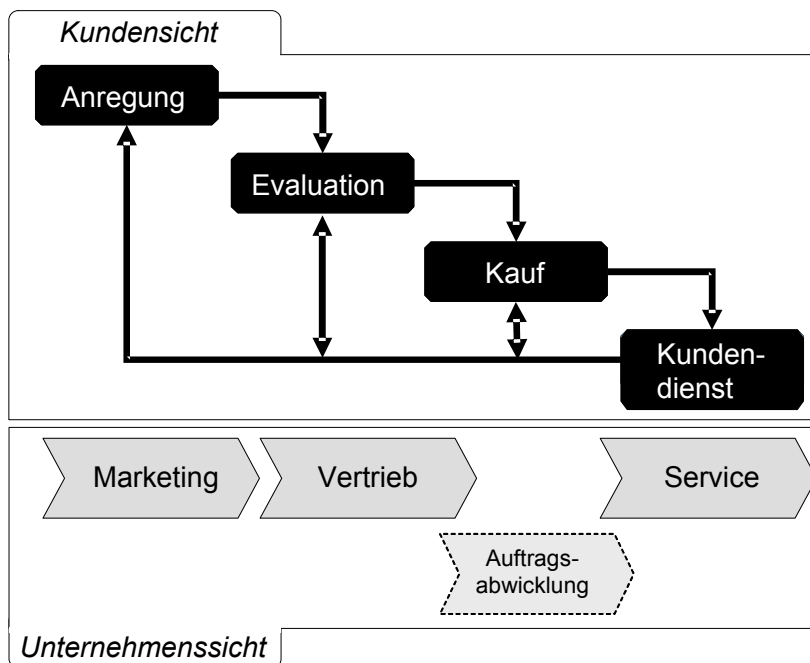 Kundensicht
Anregung
Evaluation
Kauf
Kunden-
dienst
Marketing
Vertrieb
Service
Auftrags-
abwicklung
Unternehmenssicht